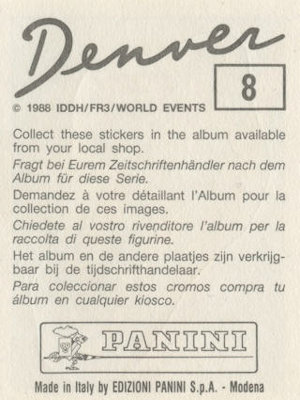 Denver
8
© 1988 IDDH/FR3/WORLD EVENTS
Collect these stickers in the album available
from your local shop.
Fragt bei Eurem Zeitschriftenhändler nach dem
Album für diese Serie.
Demandez à votre détaillant l'Album pour la
collection de ces images.
Chiedete al vostro rivenditore l'album per la
raccolta di queste figurine.
Het album en de andere plaatjes zijn verkrijg-
baar bij de tijdschrifthandelaar.
Para coleccionar estos cromos compra tu
álbum en cualquier kiosco.
PANINI
Made in Italy by EDIZIONI PANINI S.p.A. - Modena